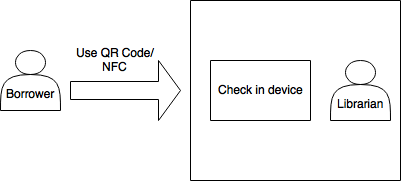 Use QR Code/
NFC
Borrower
Check in device
Librarian